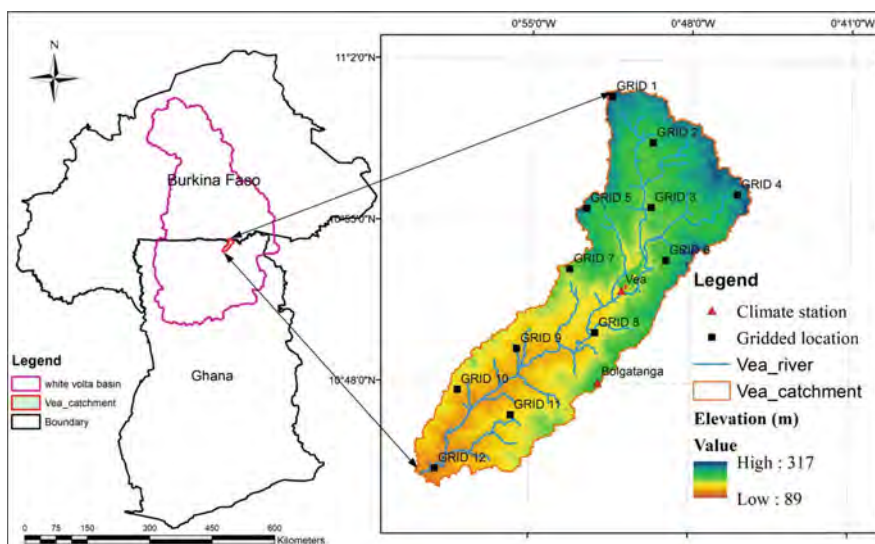 0°55'0"W
0°48'0"W
0°41'0"W
N
11°2'0"N
GRID 1
GRID 2
Burkina Faso
GRID 4
GRID 5
GRID 3
10°55'0"N
GRID 7
GRID 6
Legend
Vea
Climate station
Gridded location
GRID 8
Vea_river
GRID 9
Legend
Ghana
Bolgatanga
Vea_catchment
10°48'0"N
white volta basin
GRID 10
Elevation (m)
Vea_catchment
GRID 11
Value
Boundary
High : 317
GRID 12
Low : 89
0 75 150 300 450 600
Kilometers